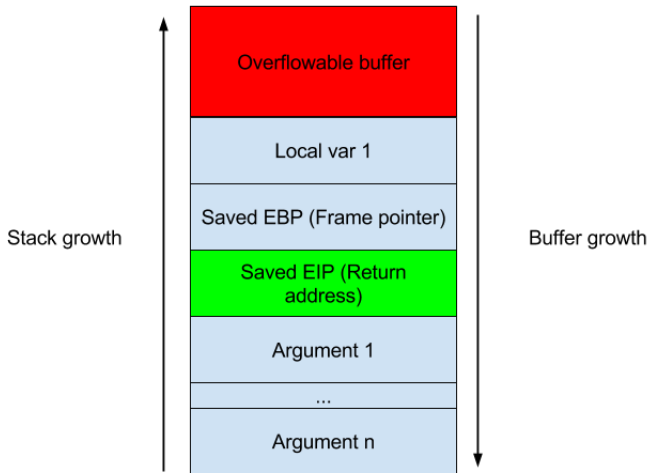 Overflowable buffer
Local var 1
Saved EBP (Frame pointer)
Stack growth
Buffer growth
Saved EIP (Return
address)
Argument 1
...
Argument n